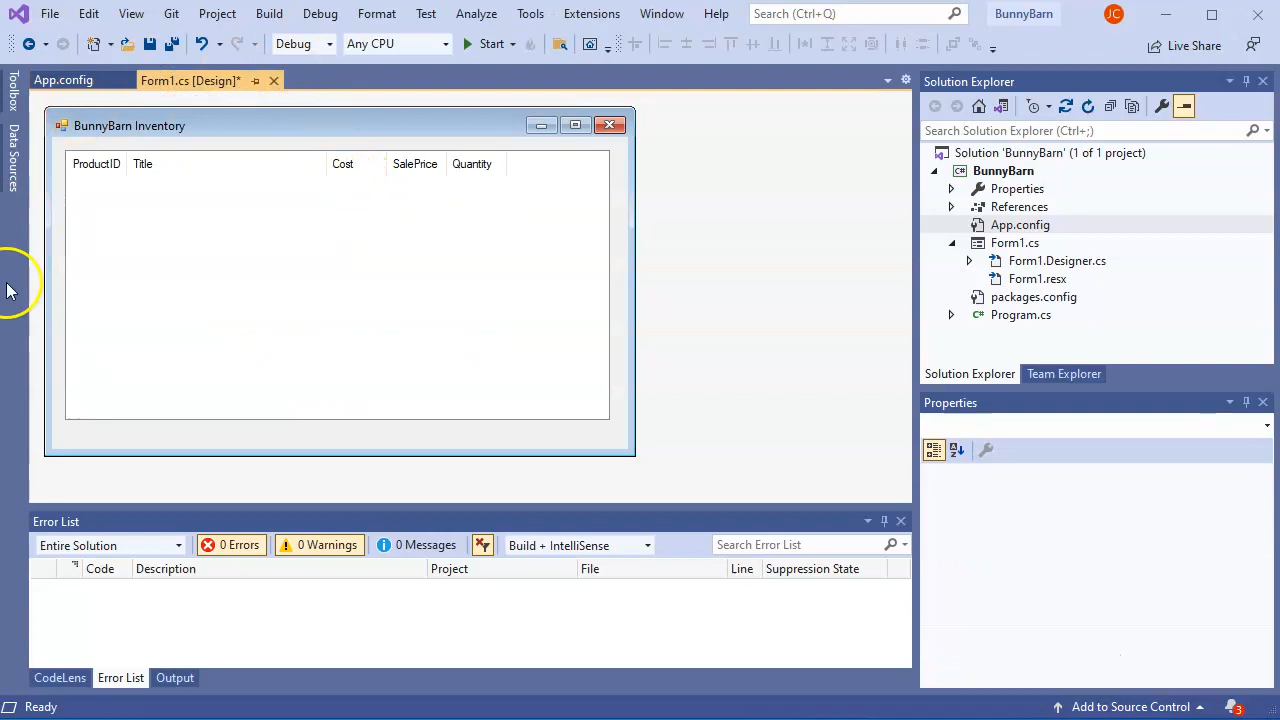 File Edit View Git Project Build Debug Format Test Analyze Tools Extensions Window Help Search (Ctrl+Q) BunnyBarn JC
Debug Any CPU Start Live Share
Toolbox
Data Sources
App.config Form1.cs [Design]*
BunnyBarn Inventory
ProductID Title Cost SalePrice Quantity
Solution Explorer
Search Solution Explorer (Ctrl+;)
Solution 'BunnyBarn' (1 of 1 project)
C# BunnyBarn
Properties
References
App.config
Form1.cs
Form1.Designer.cs
Form1.resx
packages.config
C# Program.cs
Solution Explorer Team Explorer
Properties
Error List
Entire Solution 0 Errors 0 Warnings 0 Messages Build + IntelliSense Search Error List
Code Description Project File Line Suppression State
CodeLens Error List Output
Ready Add to Source Control 3